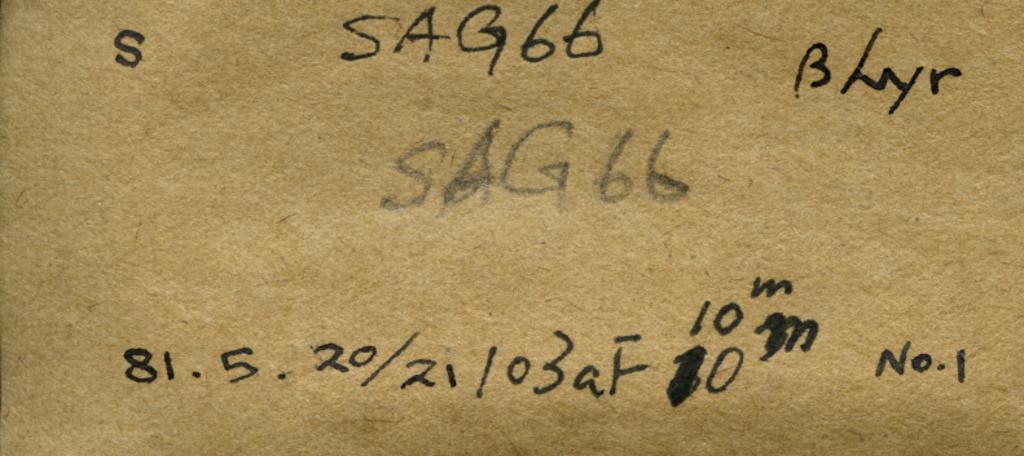 S SAG66 β Lyr
SAG66
10m
81.5.20/21 103aF 10m No.1